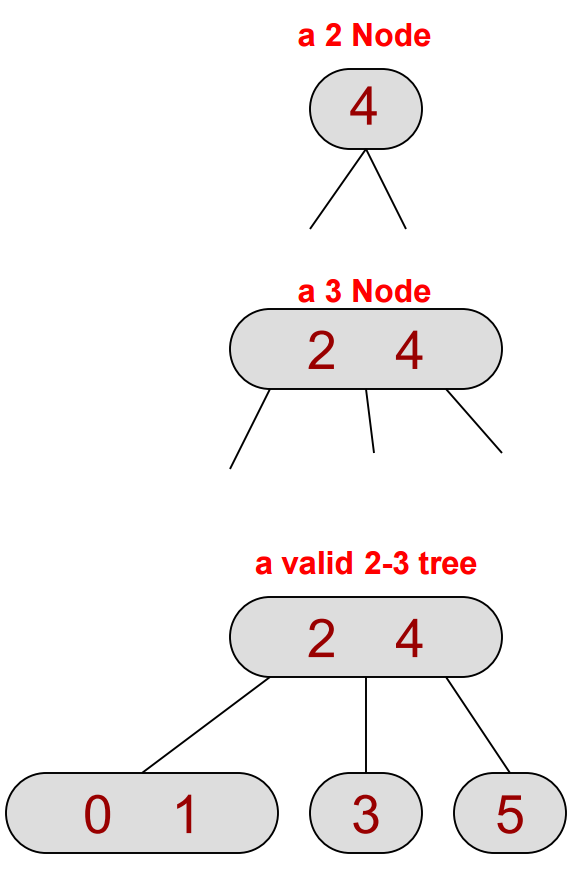 a 2 Node
4
a 3 Node
2 4
a valid 2-3 tree
2 4
0 1 3 5